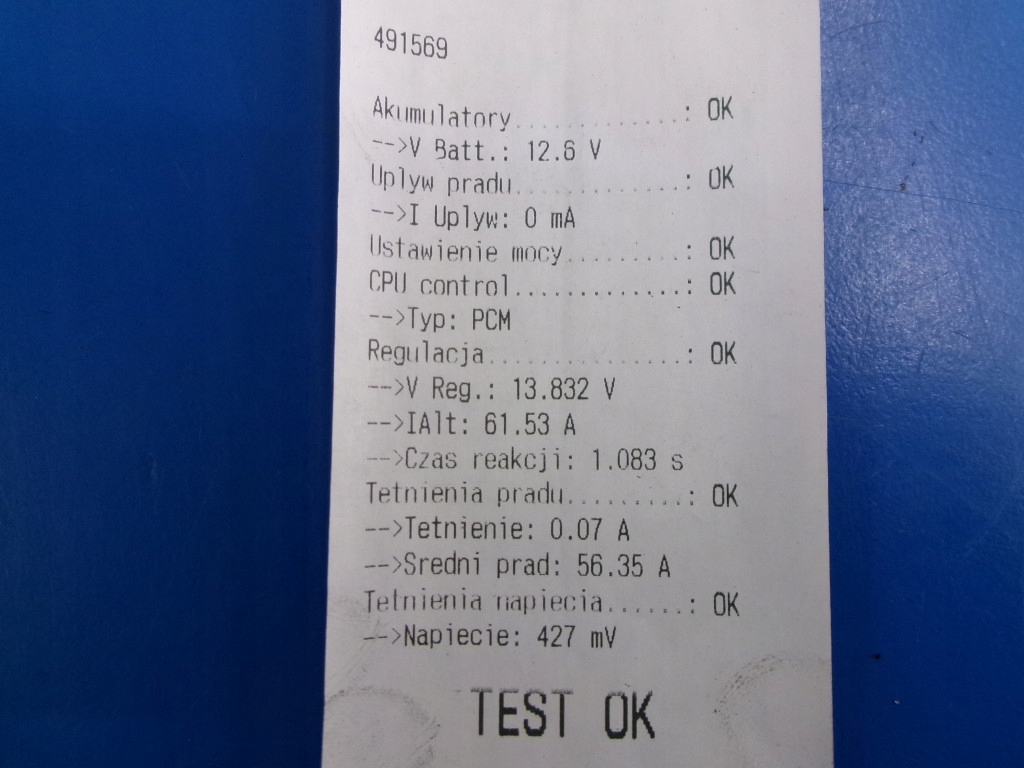 491569
Akumulatory.............: OK
-->V Batt.: 12.6 V
Uplyw pradu.............: OK
-->I Uplyw: 0 mA
Ustawienie mocy.........: OK
CPU control.............: OK
-->Typ: PCM
Regulacja...............: OK
-->V Reg.: 13.832 V
-->IAlt: 61.53 A
-->Czas reakcji: 1.083 s
Tetnienia pradu.........: OK
-->Tetnienie: 0.07 A
-->Sredni prad: 56.35 A
Tetnienia napiecia......: OK
-->Napiecie: 427 mV
TEST OK